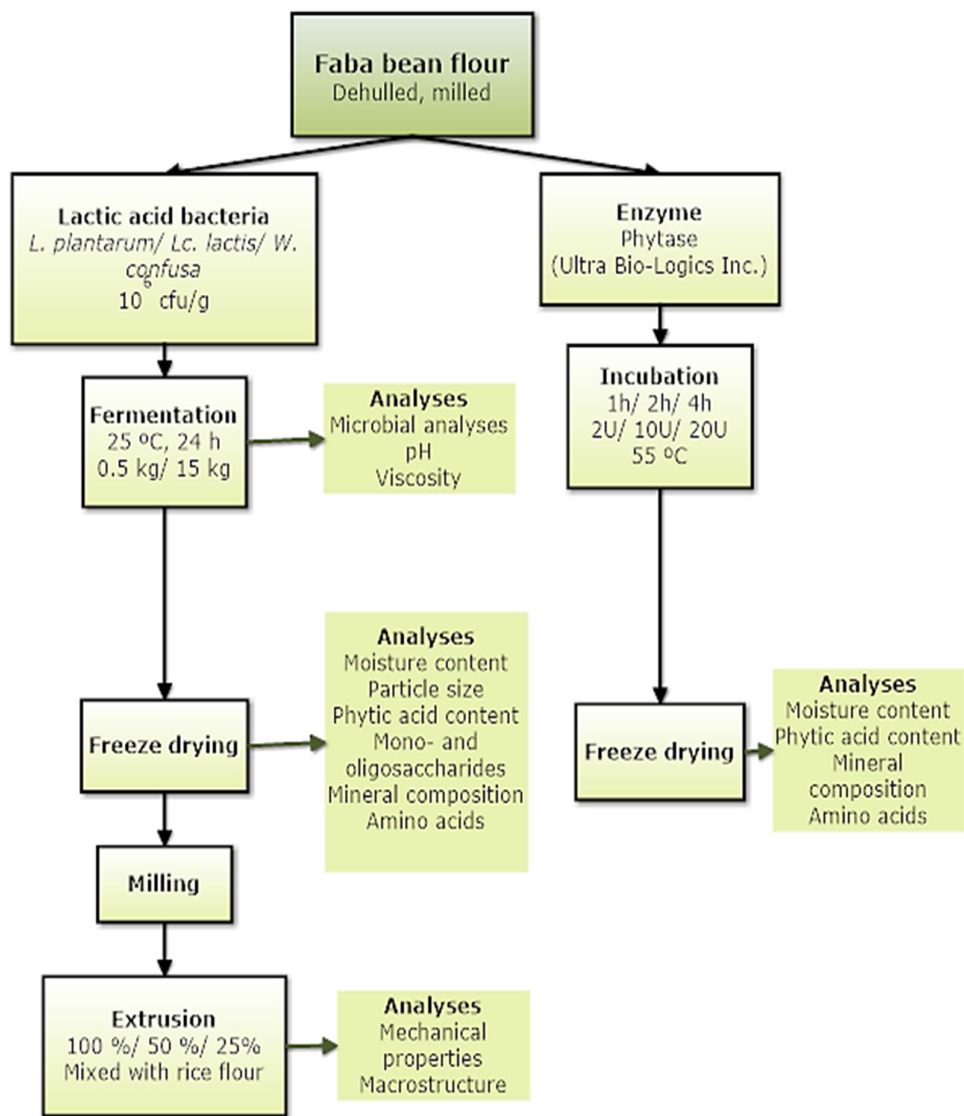 Faba bean flour
Dehulled, milled
Lactic acid bacteria
L. plantarum/ Lc. lactis/ W.
confusa
10⁶ cfu/g
Enzyme
Phytase
(Ultra Bio-Logics Inc.)
Fermentation
25 ºC, 24 h
0.5 kg/ 15 kg
Analyses
Microbial analyses
pH
Viscosity
Incubation
1h/ 2h/ 4h
2U/ 10U/ 20U
55 ºC
Freeze drying
Analyses
Moisture content
Particle size
Phytic acid content
Mono- and
oligosaccharides
Mineral composition
Amino acids
Freeze drying
Analyses
Moisture content
Phytic acid content
Mineral
composition
Amino acids
Milling
Extrusion
100 %/ 50 %/ 25%
Mixed with rice flour
Analyses
Mechanical
properties
Macrostructure